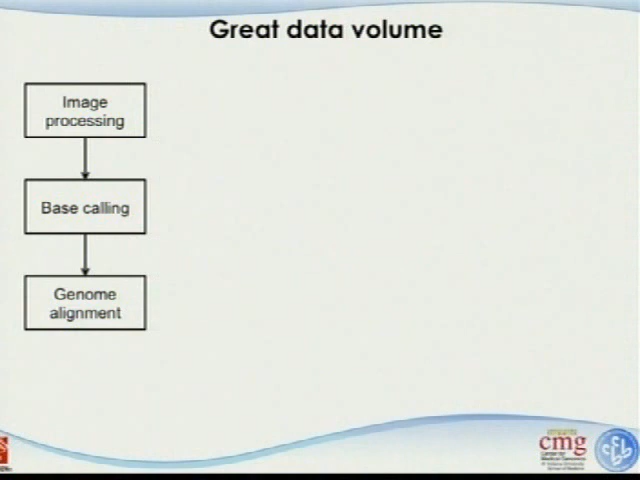 Great data volume
Image
processing
Base calling
Genome
alignment
cmg